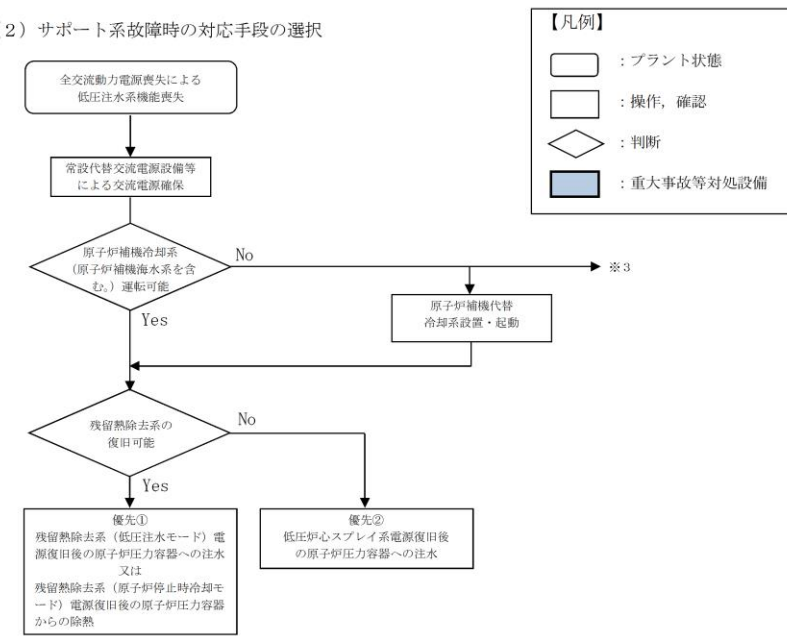 2）サポート系故障時の対応手段の選択
【凡例】
：プラント状態
：操作，確認
：判断
：重大事故等対処設備
全交流動力電源喪失による
低圧注水系機能喪失
常設代替交流電源設備等
による交流電源確保
原子炉補機冷却系
（原子炉補機海水系を含
む。）運転可能
No
※3
Yes
原子炉補機代替
冷却系設置・起動
残留熱除去系の
復旧可能
No
Yes
優先①
残留熱除去系（低圧注水モード）電
源復旧後の原子炉圧力容器への注水
又は
残留熱除去系（原子炉停止時冷却モ
ード）電源復旧後の原子炉圧力容器
からの除熱
優先②
低圧炉心スプレイ系電源復旧後
の原子炉圧力容器への注水